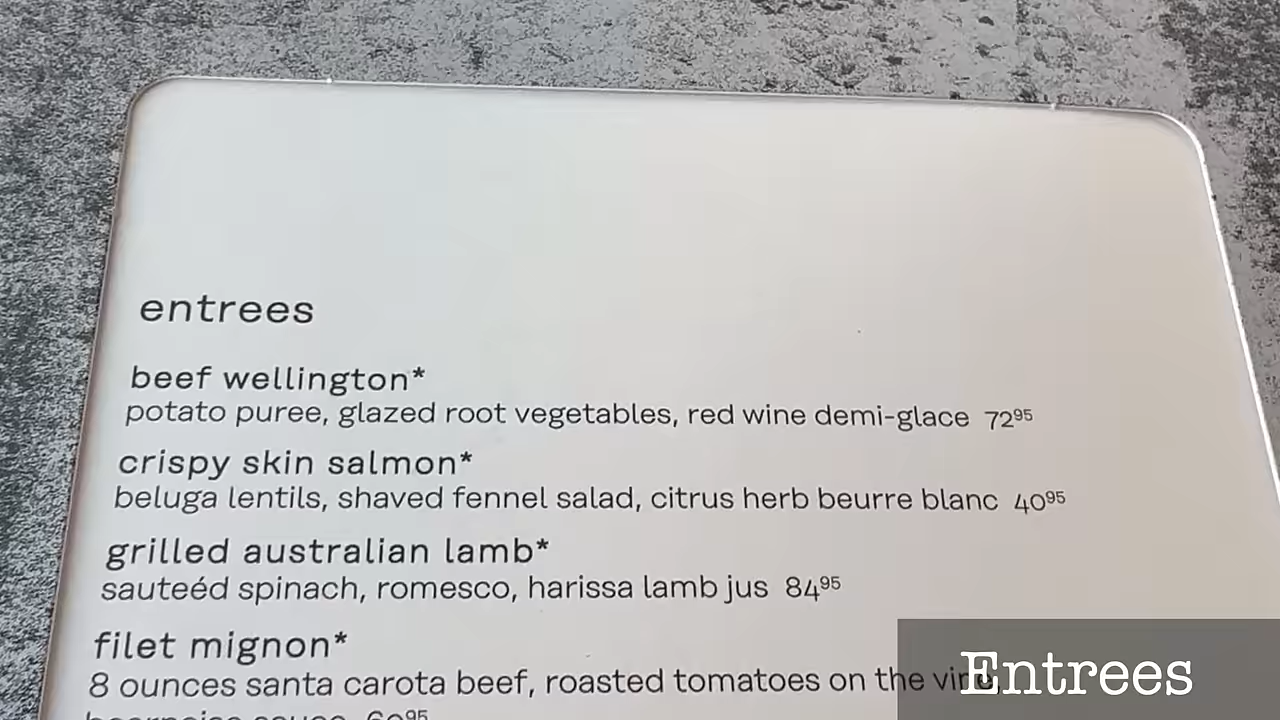 entrees
beef wellington*
potato puree, glazed root vegetables, red wine demi-glace 72⁹⁵
crispy skin salmon*
beluga lentils, shaved fennel salad, citrus herb beurre blanc 40⁹⁵
grilled australian lamb*
sauteéd spinach, romesco, harissa lamb jus 84⁹⁵
filet mignon*
8 ounces santa carota beef, roasted tomatoes on the vine,
sauce
Entrees